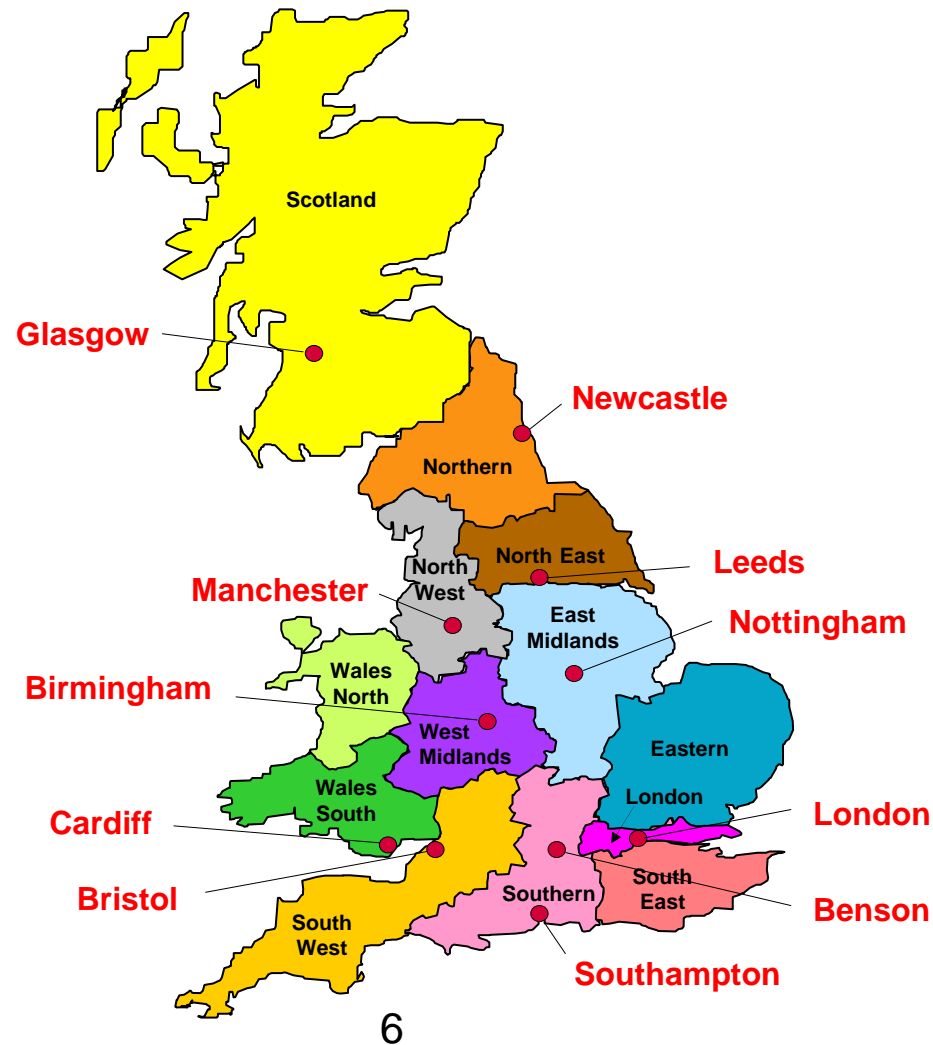 Scotland
Glasgow
Newcastle
Northern
North East
Leeds
North
West
Manchester
East
Midlands
Nottingham
Wales
North
Birmingham
West
Midlands
Eastern
Wales
South
London
London
Cardiff
Bristol
South
East
Southern
Benson
South
West
Southampton
6